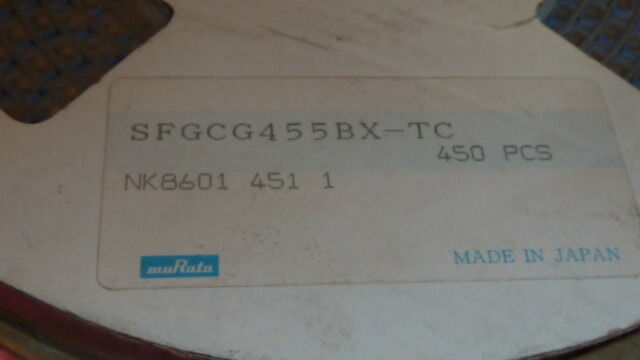 SFGCG455BX-TC
450 PCS
NK8601 451 1
muRata
MADE IN JAPAN